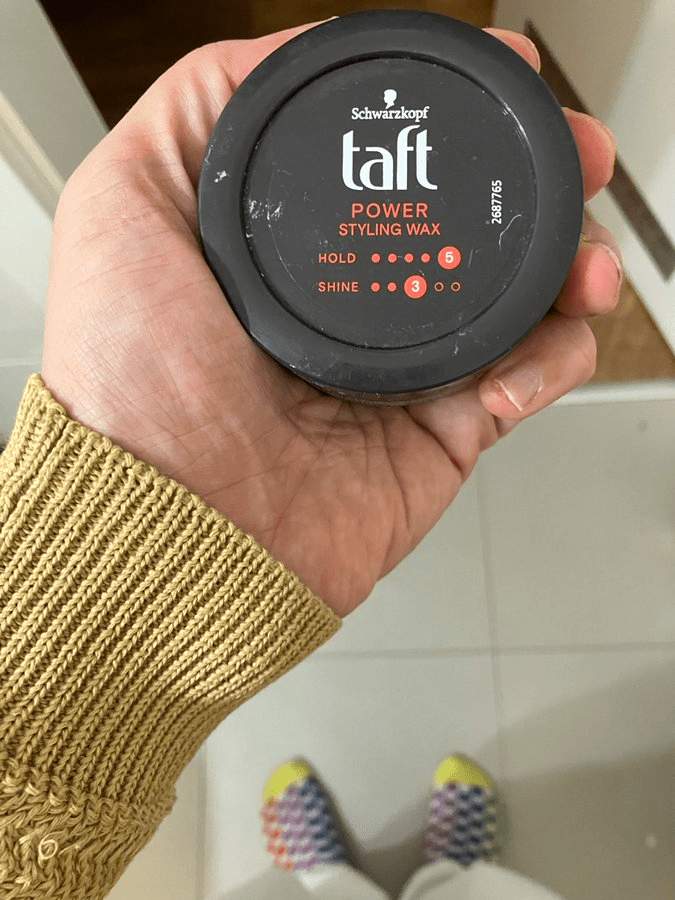 Schwarzkopf
taft
POWER
STYLING WAX
HOLD 5
SHINE 3
2687765